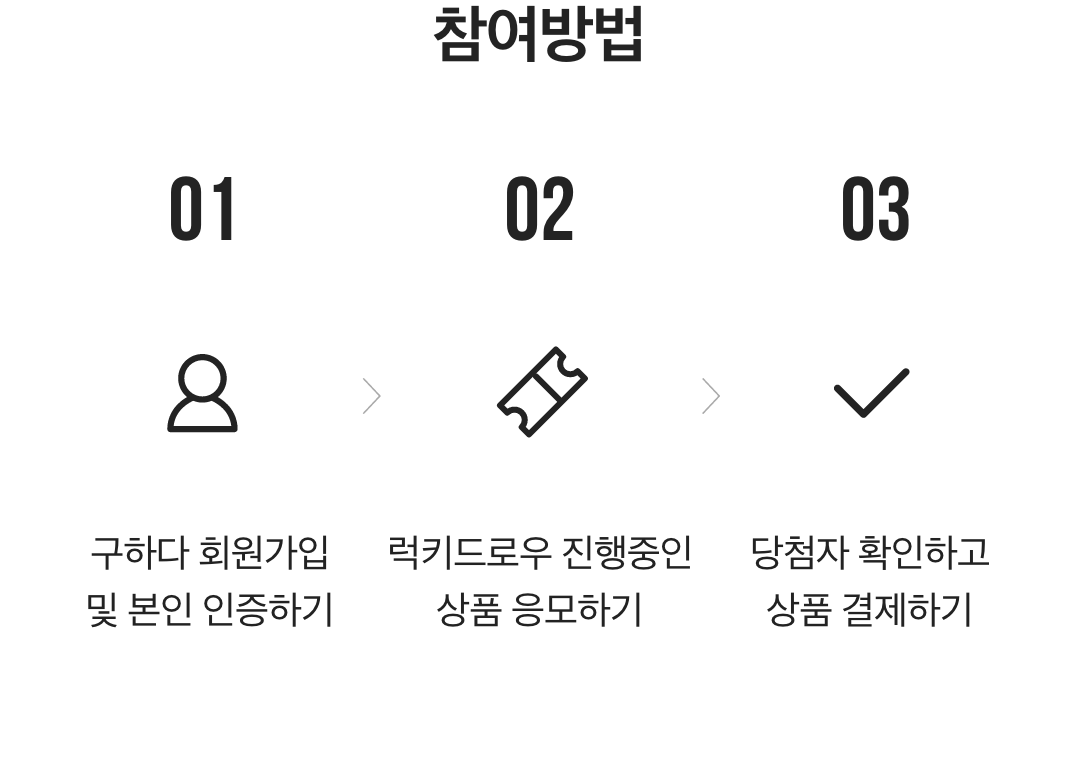 참여방법
01
02
03
구하다 회원가입
및 본인 인증하기
럭키드로우 진행중인
상품 응모하기
당첨자 확인하고
상품 결제하기